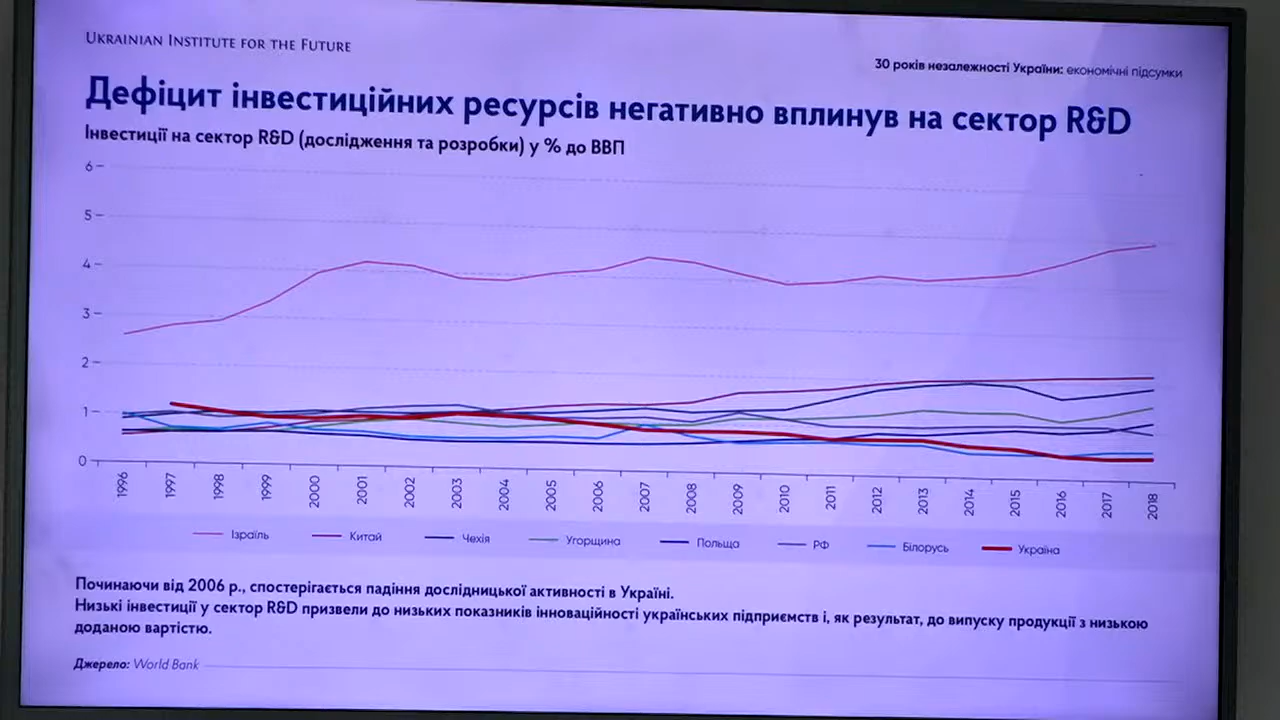 UKRAINIAN INSTITUTE FOR THE FUTURE
30 років незалежності України: економічні підсумки
Дефіцит інвестиційних ресурсів негативно вплинув на сектор R&D
Інвестиції на сектор R&D (дослідження та розробки) у % до ВВП
6
5
4
3
2
1
0
1996 1997 1998 1999 2000 2001 2002 2003 2004 2005 2006 2007 2008 2009 2010 2011 2012 2013 2014 2015 2016 2017 2018
Ізраїль Китай Чехія Угорщина Польща РФ Білорусь Україна
Починаючи від 2006 р., спостерігається падіння дослідницької активності в Україні.
Низькі інвестиції у сектор R&D призвели до низьких показників інноваційності українських підприємств і, як результат, до випуску продукції з низькою
доданою вартістю.
Джерело: World Bank